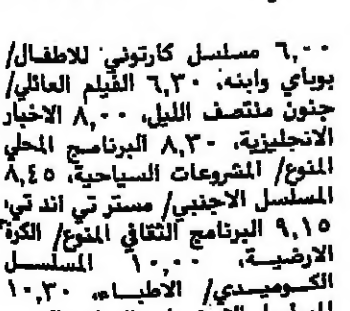 ٦,٠٠ مسلسل كارتوني للاطفال/
بوباي وابنه، ٦,٣٠ الفيلم العائلي/
جنون منتصف الليل، ٨,٠٠ الاخبار
الانجليزية، ٨,٣٠ البرنامج المحلي
المنوع/ المشروعات السياحية، ٨,٤٥
المسلسل الاجنبي/ مستر تي اند تي،
٩,١٥ البرنامج الثقافي المنوع/ الكرة
الارضية، ١٠,٠٠ المسلسل
الكوميدي/ الاطباء، ١٠,٣٠